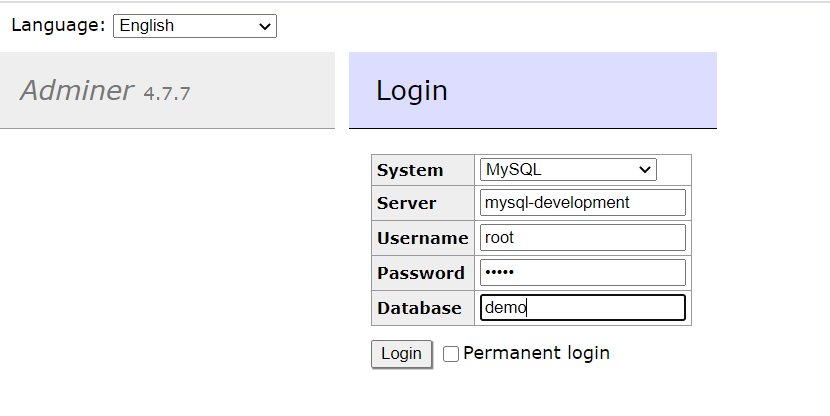 Language: English
Adminer 4.7.7
Login
System MySQL
Server mysql-development
Username root
Password •••••
Database demo
Login Permanent login